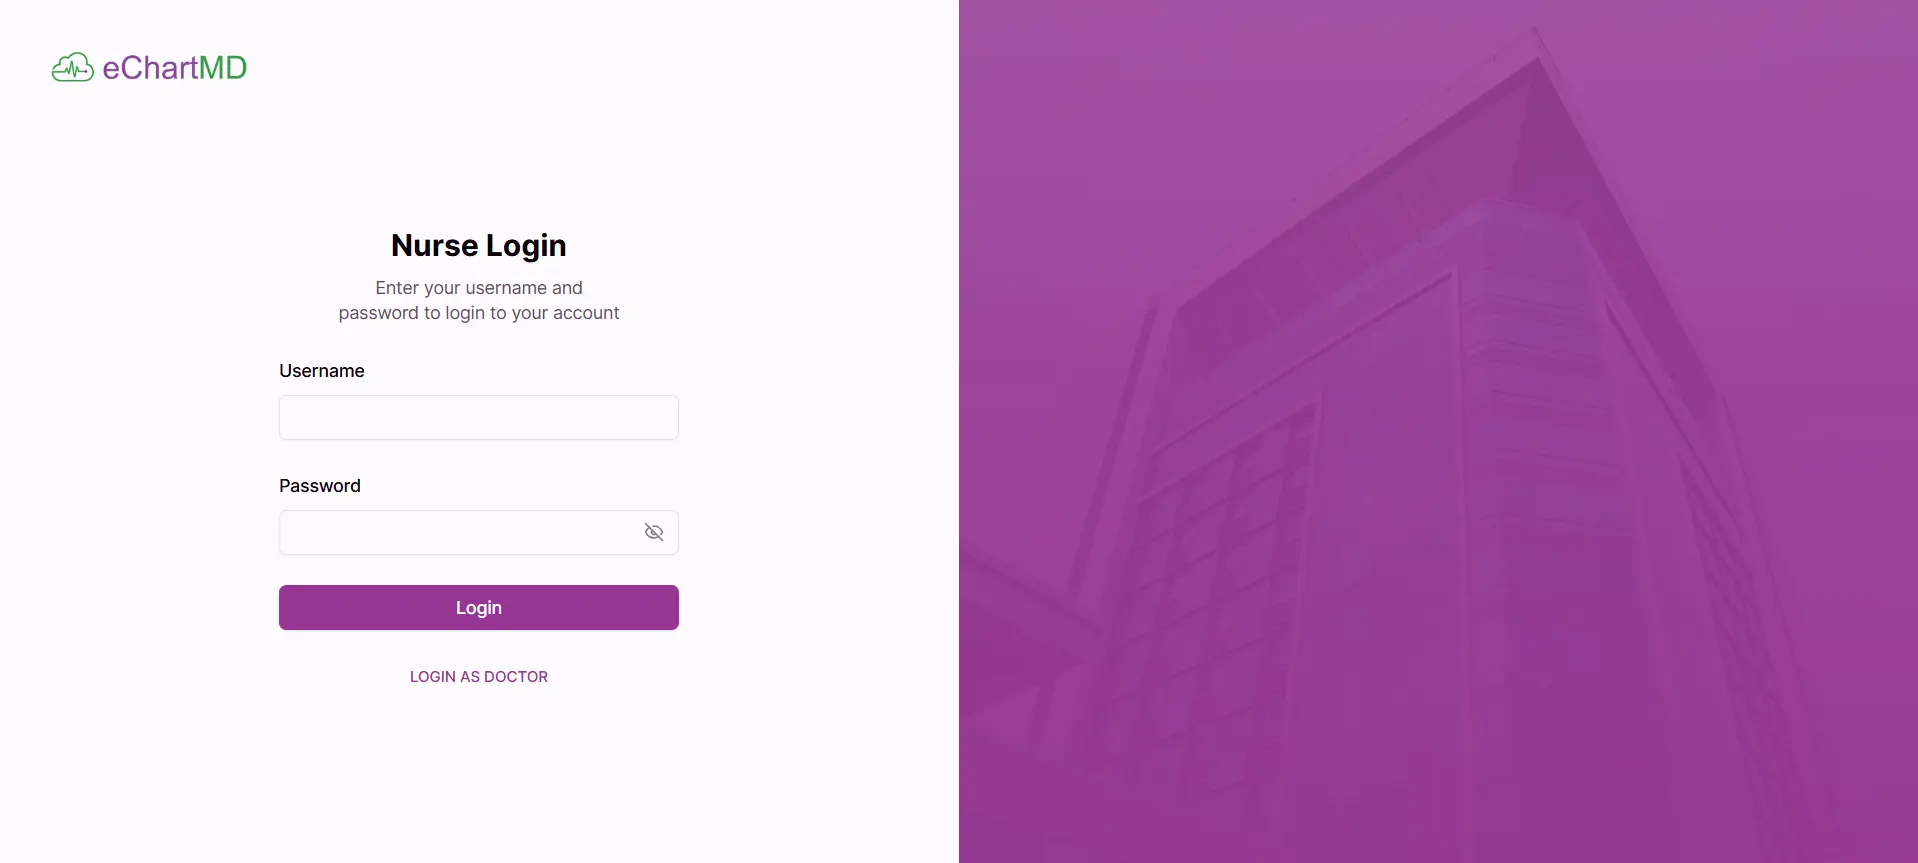 eChartMD
Nurse Login
Enter your username and
password to login to your account
Username
Password
Login
LOGIN AS DOCTOR